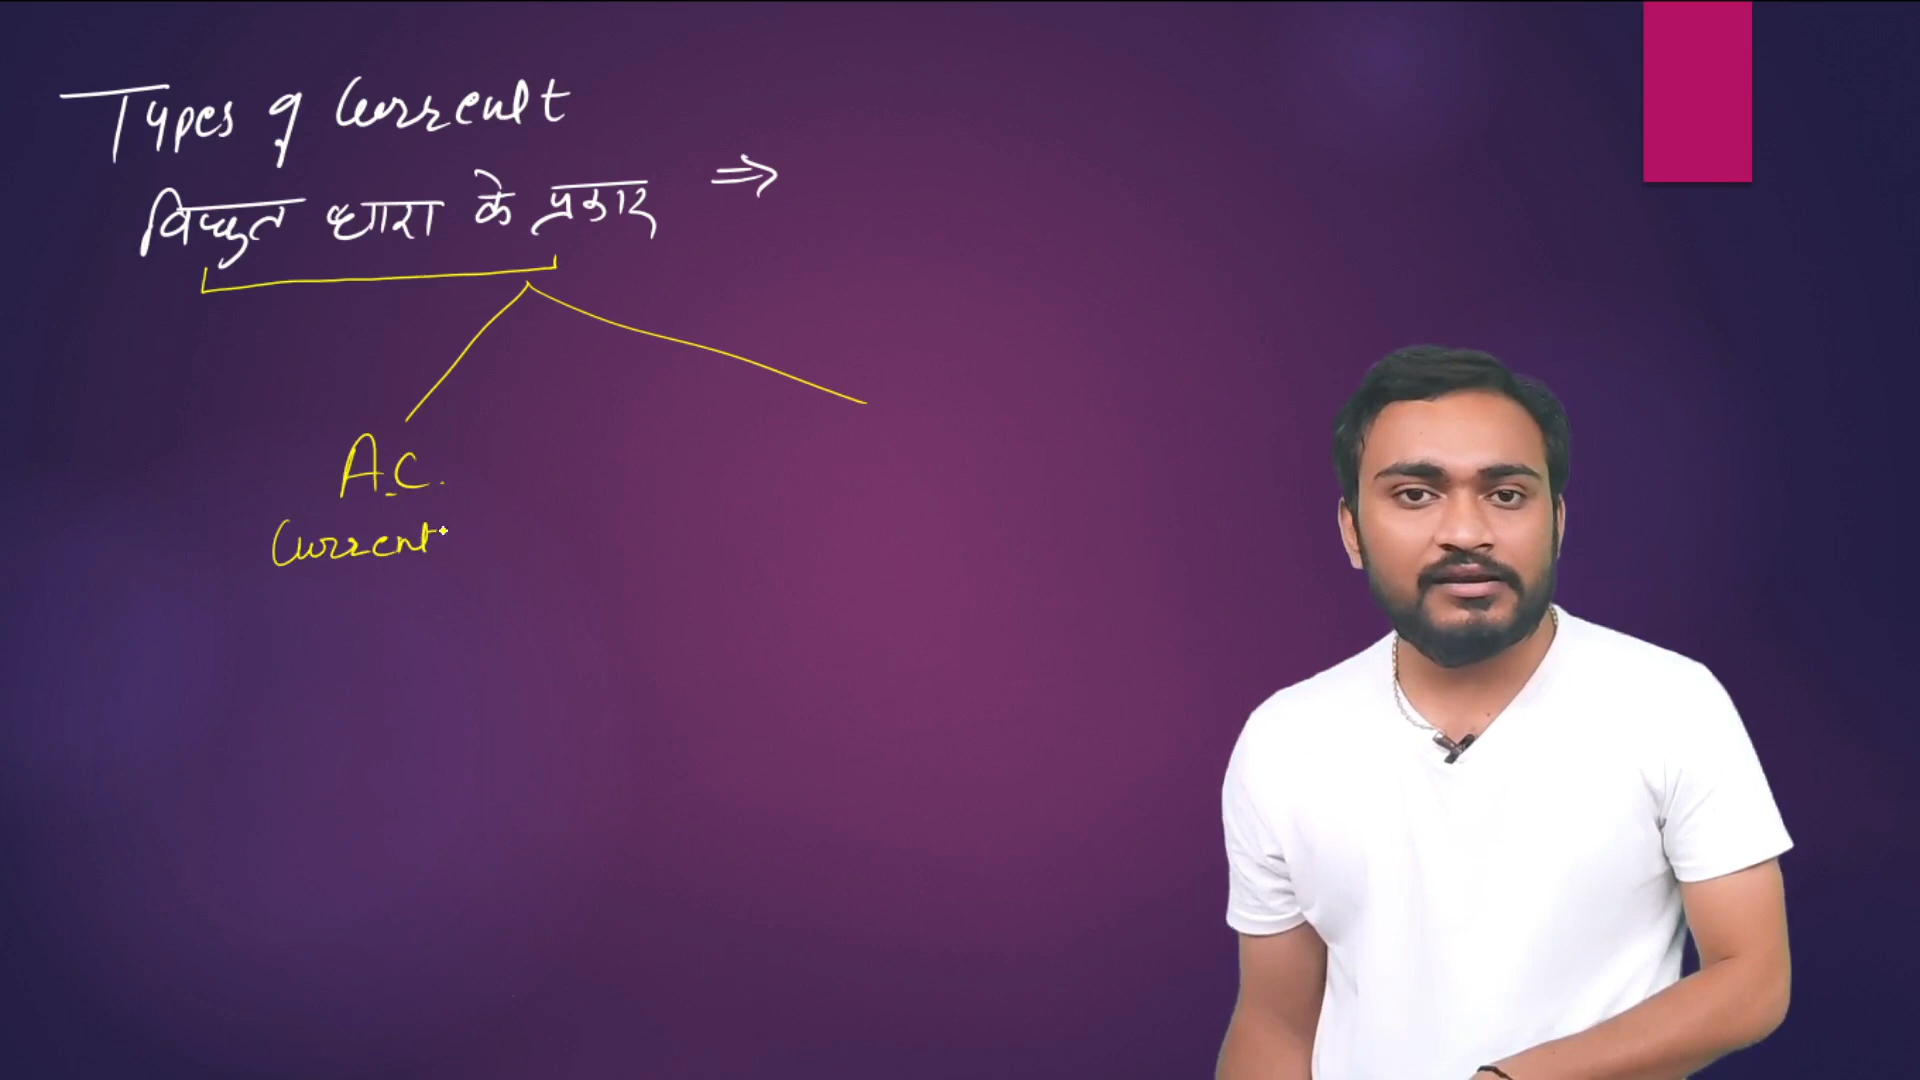 Types of Current
विद्युत धारा के प्रकार ⇒
A.C.
Current